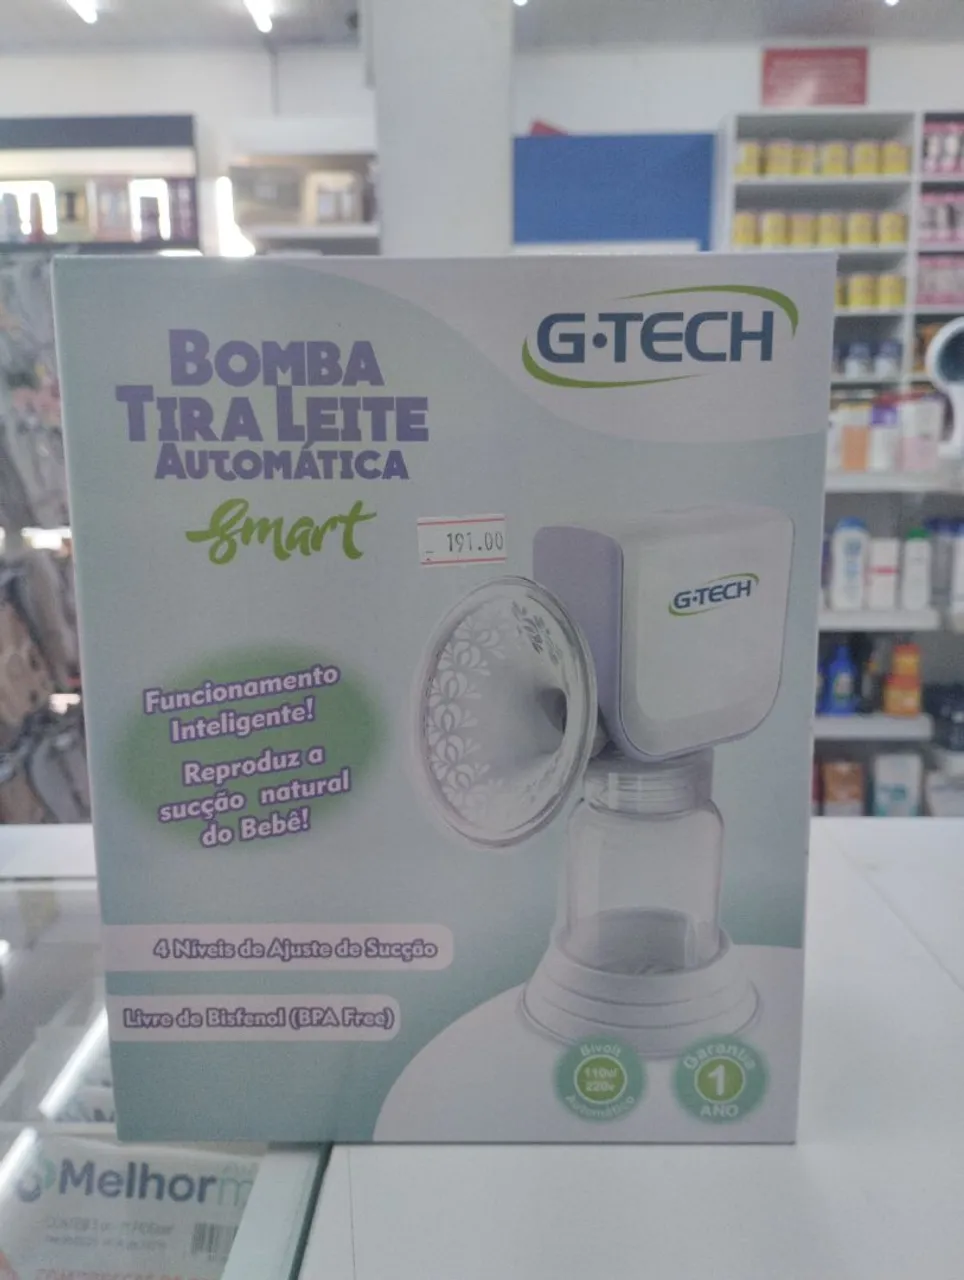 G·TECH
BOMBA
TIRA LEITE
AUTOMÁTICA
Smart
191.00
G·TECH
Funcionamento
Inteligente!
Reproduz a
sucção natural
do Bebê!
4 Níveis de Ajuste de Sucção
Livre de Bisfenol (BPA Free)
Bivolt
110v/
220v
Automático
Garantia
1
AÑO
Melhor